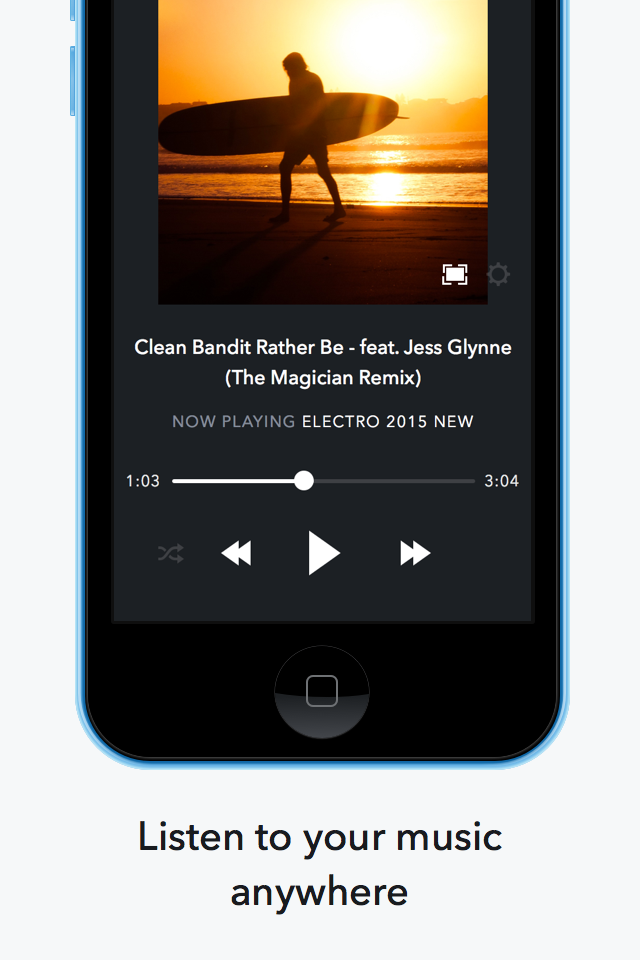 Clean Bandit Rather Be - feat. Jess Glynne
(The Magician Remix)
NOW PLAYING ELECTRO 2015 NEW
1:03 3:04
Listen to your music
anywhere